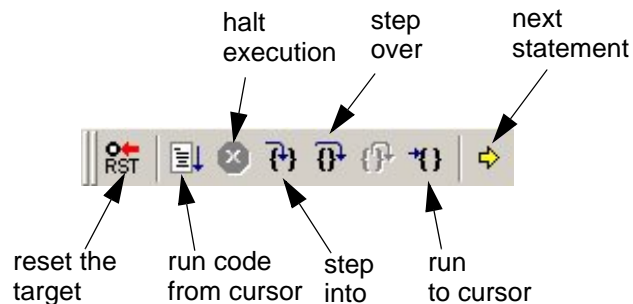 halt
execution
step
over
next
statement
RST
reset the
target
run code
from cursor
step
into
run
to cursor